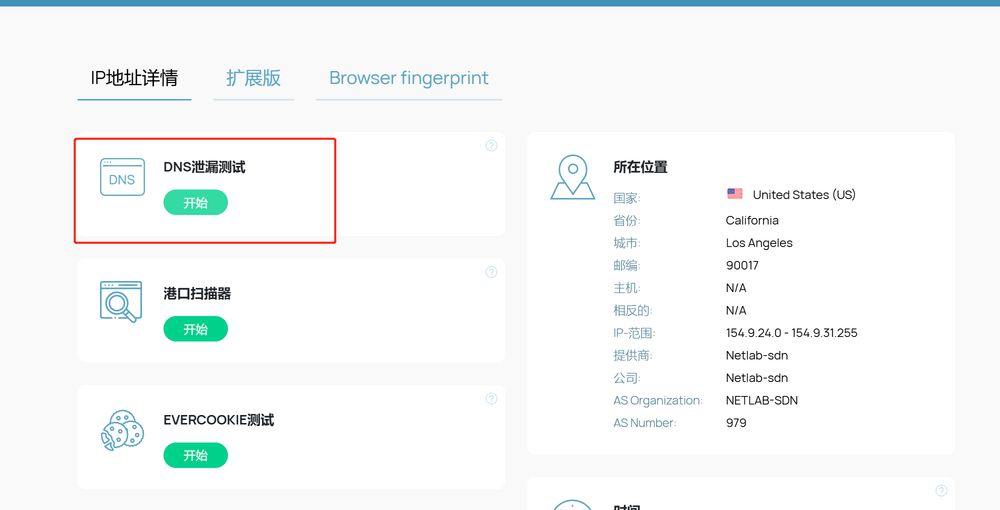 IP地址详情
扩展版
Browser fingerprint
DNS
DNS泄漏测试
开始
港口扫描器
开始
EVERCOOKIE测试
开始
所在位置
国家: United States (US)
省份: California
城市: Los Angeles
邮编: 90017
主机: N/A
相反的: N/A
IP-范围: 154.9.24.0 - 154.9.31.255
提供商: Netlab-sdn
公司: Netlab-sdn
AS Organization: NETLAB-SDN
AS Number: 979
时间